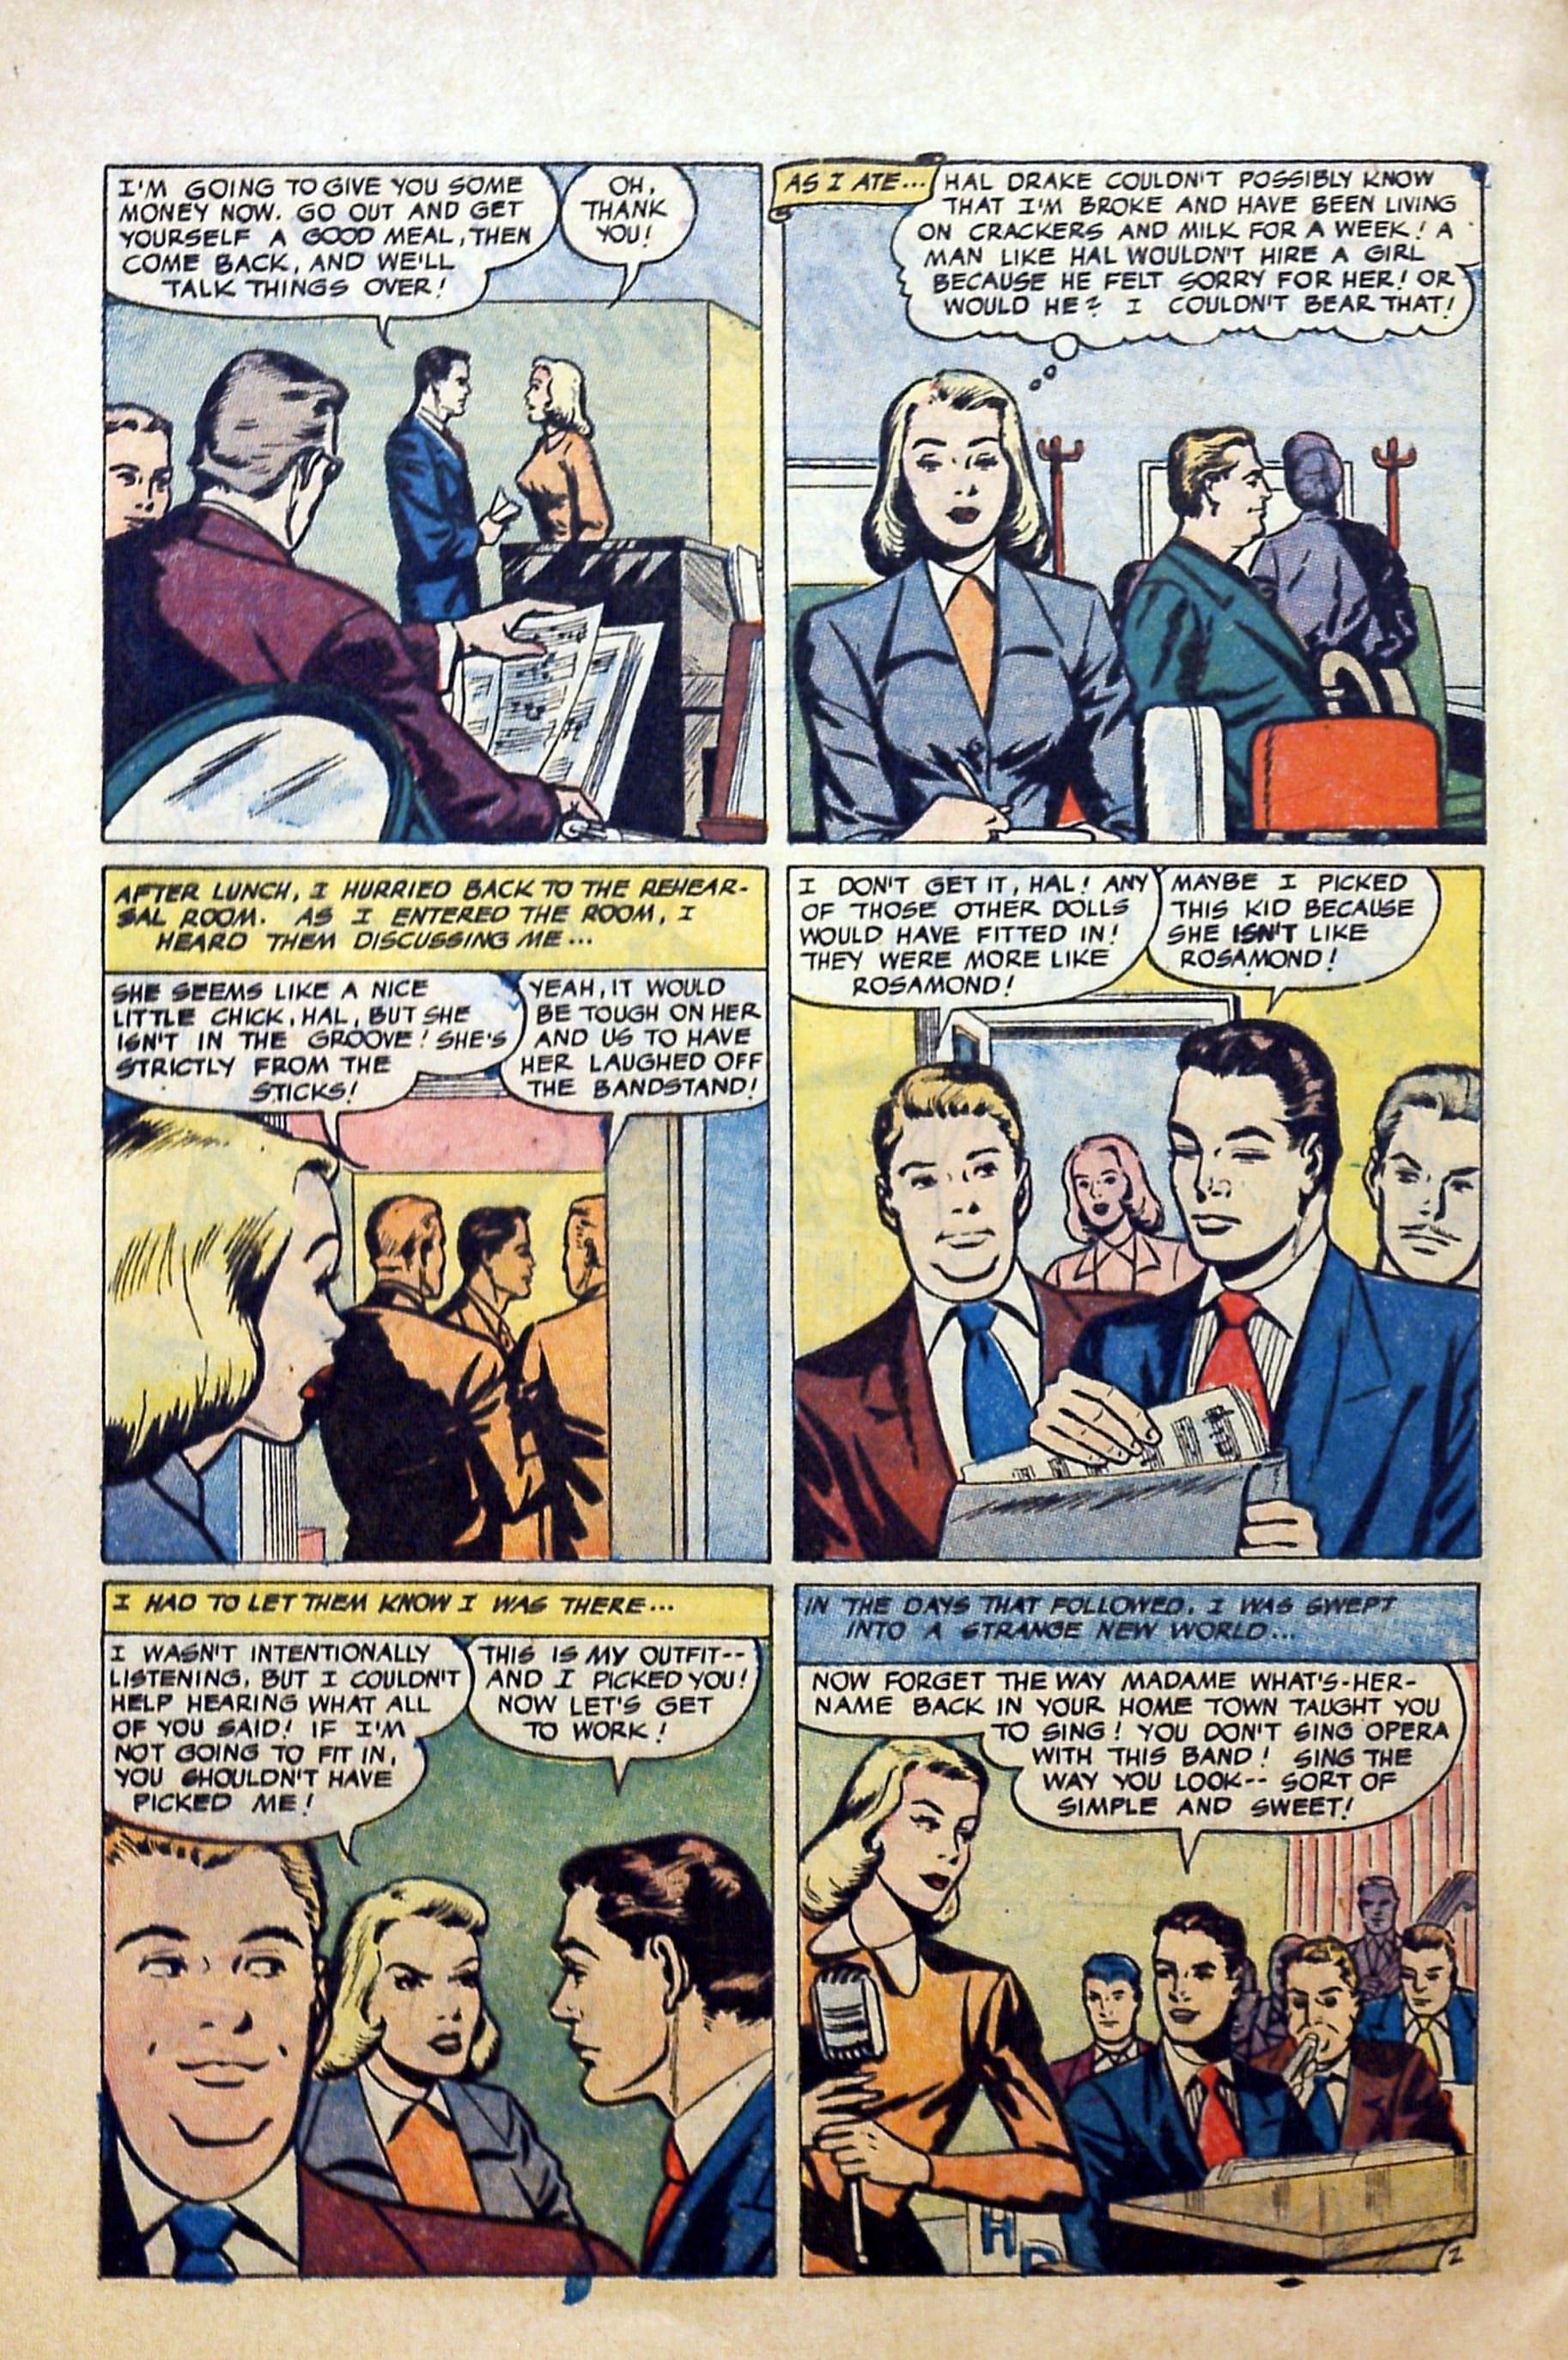 I'M GOING TO GIVE YOU SOME
MONEY NOW. GO OUT AND GET
YOURSELF A GOOD MEAL, THEN
COME BACK, AND WE'LL
TALK THINGS OVER!
OH,
THANK
YOU!
AS I ATE...
HAL DRAKE COULDN'T POSSIBLY KNOW
THAT I'M BROKE AND HAVE BEEN LIVING
ON CRACKERS AND MILK FOR A WEEK! A
MAN LIKE HAL WOULDN'T HIRE A GIRL
BECAUSE HE FELT SORRY FOR HER! OR
WOULD HE? I COULDN'T BEAR THAT!
AFTER LUNCH, I HURRIED BACK TO THE REHEAR-
SAL ROOM. AS I ENTERED THE ROOM, I
HEARD THEM DISCUSSING ME...
SHE SEEMS LIKE A NICE
LITTLE CHICK, HAL, BUT SHE
ISN'T IN THE GROOVE! SHE'S
STRICTLY FROM THE
STICKS!
YEAH, IT WOULD
BE TOUGH ON HER
AND US TO HAVE
HER LAUGHED OFF
THE BANDSTAND!
I DON'T GET IT, HAL! ANY
OF THOSE OTHER DOLLS
WOULD HAVE FITTED IN!
THEY WERE MORE LIKE
ROSAMOND!
MAYBE I PICKED
THIS KID BECAUSE
SHE ISN'T LIKE
ROSAMOND!
I HAD TO LET THEM KNOW I WAS THERE...
I WASN'T INTENTIONALLY
LISTENING, BUT I COULDN'T
HELP HEARING WHAT ALL
OF YOU SAID! IF I'M
NOT GOING TO FIT IN,
YOU SHOULDN'T HAVE
PICKED ME!
THIS IS MY OUTFIT--
AND I PICKED YOU!
NOW LET'S GET
TO WORK!
IN THE DAYS THAT FOLLOWED, I WAS SWEPT
INTO A STRANGE NEW WORLD...
NOW FORGET THE WAY MADAME WHAT'S-HER-
NAME BACK IN YOUR HOME TOWN TAUGHT YOU
TO SING! YOU DON'T SING OPERA
WITH THIS BAND! SING THE
WAY YOU LOOK-- SORT OF
SIMPLE AND SWEET!
HD
2